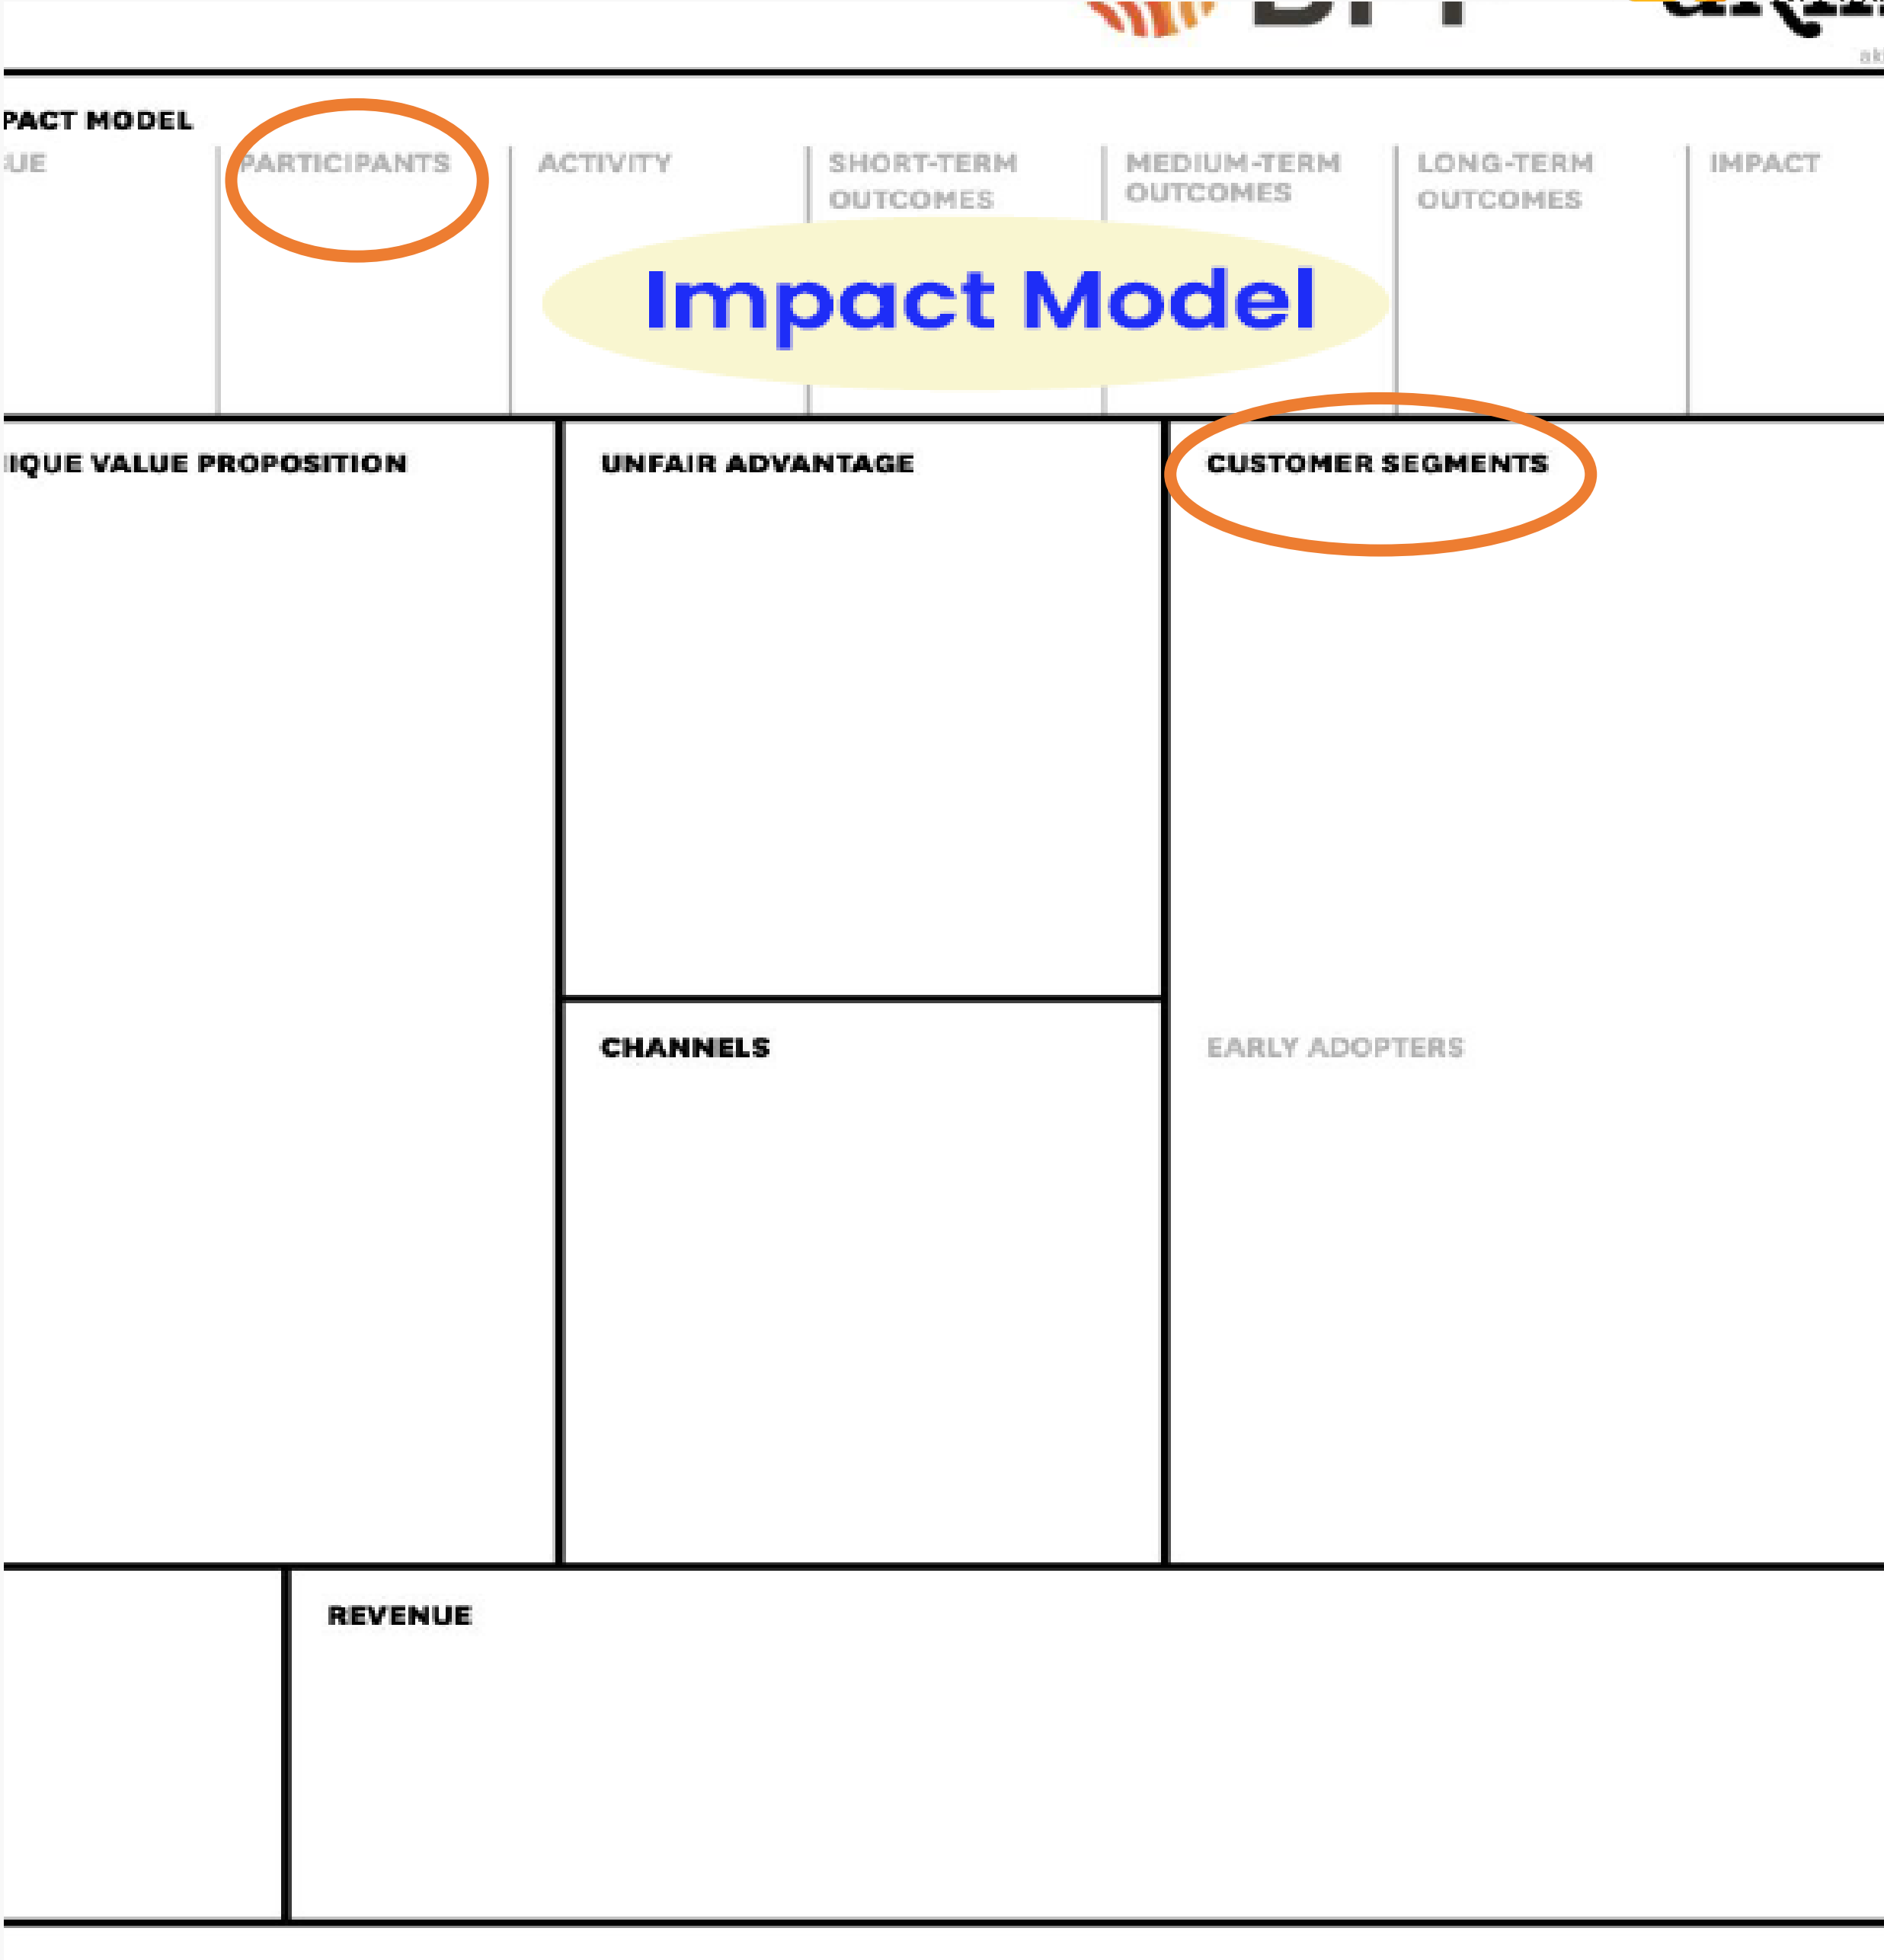 PACT MODEL
UE
PARTICIPANTS
ACTIVITY
SHORT-TERM
OUTCOMES
MEDIUM-TERM
OUTCOMES
LONG-TERM
OUTCOMES
IMPACT
Impact Model
IQUE VALUE PROPOSITION
UNFAIR ADVANTAGE
CUSTOMER SEGMENTS
CHANNELS
EARLY ADOPTERS
REVENUE